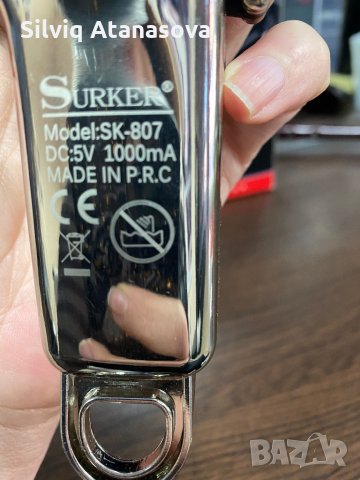 Silviq Atanasova
SURKER®
Model:SK-807
DC:5V 1000mA
MADE IN P.R.C
CE
BAZAR